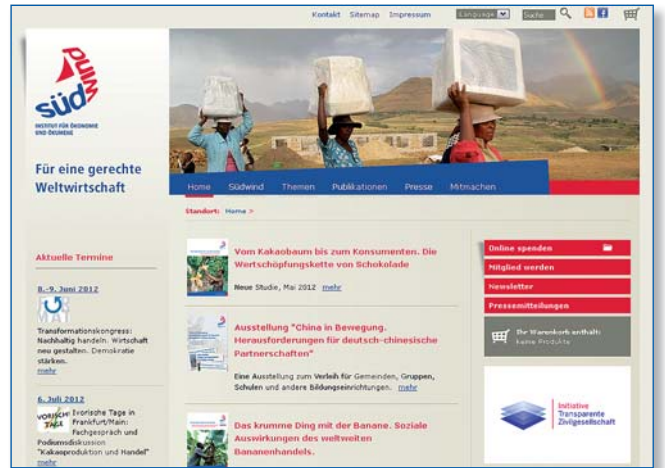 Kontakt Sitemap Impressum
Language
Suche
süd
wind
INSTITUT FÜR ÖKONOMIE
UND ÖKUMENE
Für eine gerechte
Weltwirtschaft
Home Südwind Themen Publikationen Presse Mitmachen
Standort: Home >
Aktuelle Termine
8.-9. Juni 2012
Transformationskongress:
Nachhaltig handeln. Wirtschaft
neu gestalten. Demokratie
stärken.
mehr
6. Juli 2012
Ivorische Tage in
Frankfurt/Main:
Fachgespräch und
Podiumsdiskussion
"Kakaoproduktion und Handel"
mehr
Vom Kakaobaum bis zum Konsumenten. Die
Wertschöpfungskette von Schokolade
Neue Studie, Mai 2012 mehr
Ausstellung "China in Bewegung.
Herausforderungen für deutsch-chinesische
Partnerschaften"
Eine Ausstellung zum Verleih für Gemeinden, Gruppen,
Schulen und andere Bildungseinrichtungen. mehr
Das krumme Ding mit der Banane. Soziale
Auswirkungen des weltweiten
Bananenhandels.
Online spenden
Mitglied werden
Newsletter
Pressemitteilungen
Ihr Warenkorb enthält:
keine Produkte
Initiative
Transparente
Zivilgesellschaft